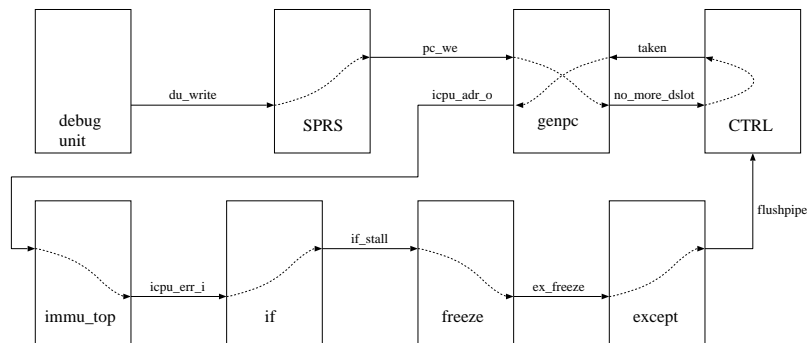 pc_we
taken
du_write
icpu_adr_o
no_more_dslot
debug
unit
SPRS
genpc
CTRL
flushpipe
if_stall
icpu_err_i
ex_freeze
immu_top
if
freeze
except